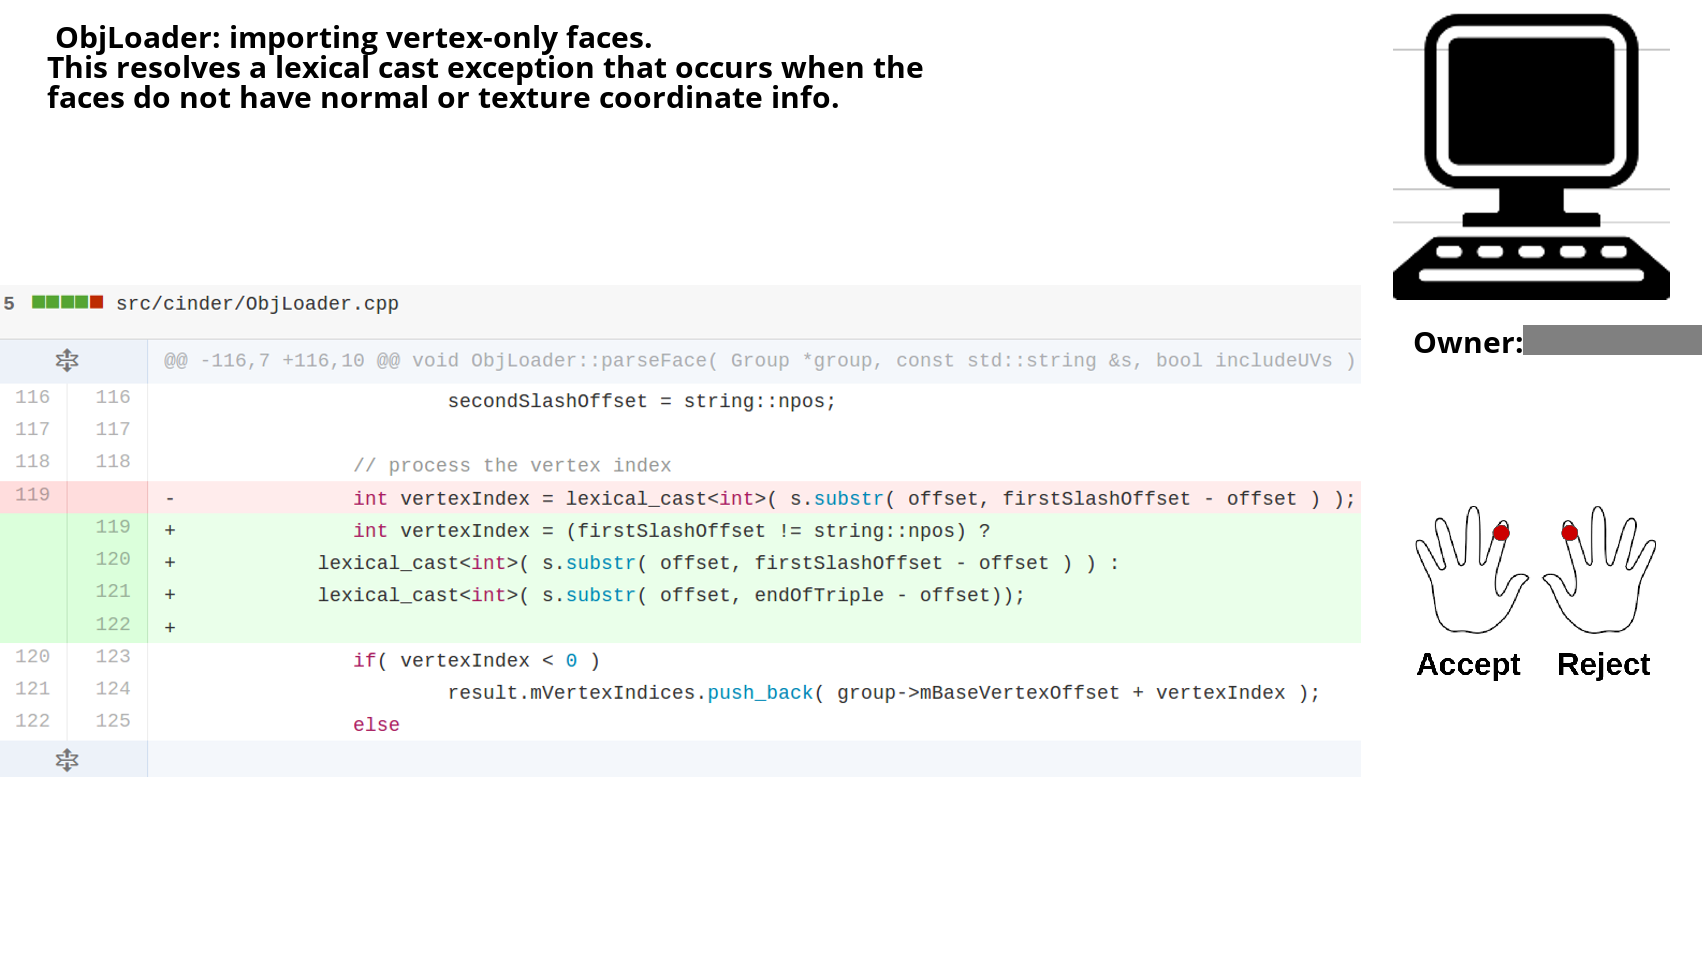 ObjLoader: importing vertex-only faces.
This resolves a lexical cast exception that occurs when the
faces do not have normal or texture coordinate info.
Owner:
5 src/cinder/ObjLoader.cpp
@@ -116,7 +116,10 @@ void ObjLoader::parseFace( Group *group, const std::string &s, bool includeUVs )
116 116 secondSlashOffset = string::npos;
117 117
118 118 // process the vertex index
119 - int vertexIndex = lexical_cast<int>( s.substr( offset, firstSlashOffset - offset ) );
119 + int vertexIndex = (firstSlashOffset != string::npos) ?
120 + lexical_cast<int>( s.substr( offset, firstSlashOffset - offset ) ) :
121 + lexical_cast<int>( s.substr( offset, endOfTriple - offset));
122 +
120 123 if( vertexIndex < 0 )
121 124 result.mVertexIndices.push_back( group->mBaseVertexOffset + vertexIndex );
122 125 else
Accept Reject